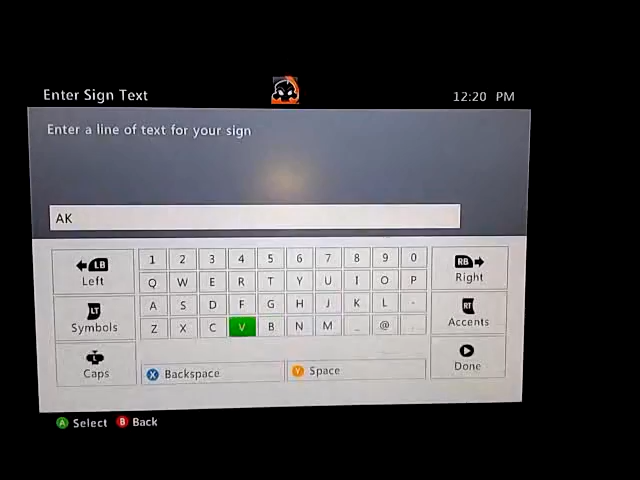 Enter Sign Text
12:20 PM
Enter a line of text for your sign
AK
LB
Left
1 2 3 4 5 6 7 8 9 0
RB
Right
Q W E R T Y U I O P
LT
Symbols
A S D F G H J K L -
RT
Accents
Z X C V B N M _ @ .
L
Caps
X Backspace
Y Space
Done
A Select B Back